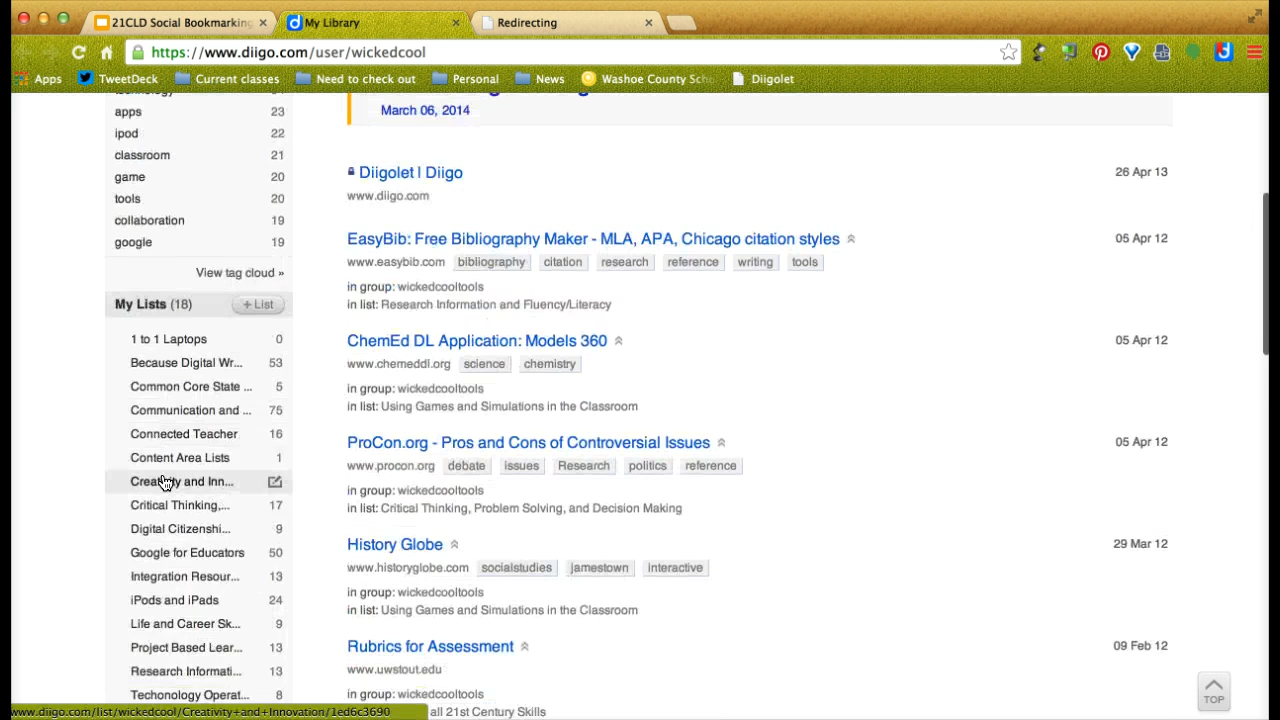 21CLD Social Bookmarking
My Library
Redirecting
https://www.diigo.com/user/wickedcool
Apps
TweetDeck
Current classes
Need to check out
Personal
News
Washoe County Scho
Diigolet
technology
apps 23
ipod 22
classroom 21
game 20
tools 20
collaboration 19
google 19
View tag cloud »
My Lists (18) + List
1 to 1 Laptops 0
Because Digital Wr... 53
Common Core State ... 5
Communication and ... 75
Connected Teacher 16
Content Area Lists 1
Creativity and Inn...
Critical Thinking,... 17
Digital Citizenshi... 9
Google for Educators 50
Integration Resour... 13
iPods and iPads 24
Life and Career Sk... 9
Project Based Lear... 13
Research Informati... 13
Techonology Operat... 8
March 06, 2014
Diigolet | Diigo 26 Apr 13
www.diigo.com
EasyBib: Free Bibliography Maker - MLA, APA, Chicago citation styles 05 Apr 12
www.easybib.com bibliography citation research reference writing tools
in group: wickedcooltools
in list: Research Information and Fluency/Literacy
ChemEd DL Application: Models 360 05 Apr 12
www.chemeddl.org science chemistry
in group: wickedcooltools
in list: Using Games and Simulations in the Classroom
ProCon.org - Pros and Cons of Controversial Issues 05 Apr 12
www.procon.org debate issues Research politics reference
in group: wickedcooltools
in list: Critical Thinking, Problem Solving, and Decision Making
History Globe 29 Mar 12
www.historyglobe.com socialstudies jamestown interactive
in group: wickedcooltools
in list: Using Games and Simulations in the Classroom
Rubrics for Assessment 09 Feb 12
www.uwstout.edu
in group: wickedcooltools
all 21st Century Skills
TOP
www.diigo.com/list/wickedcool/Creativity+and+Innovation/1ed6c3690